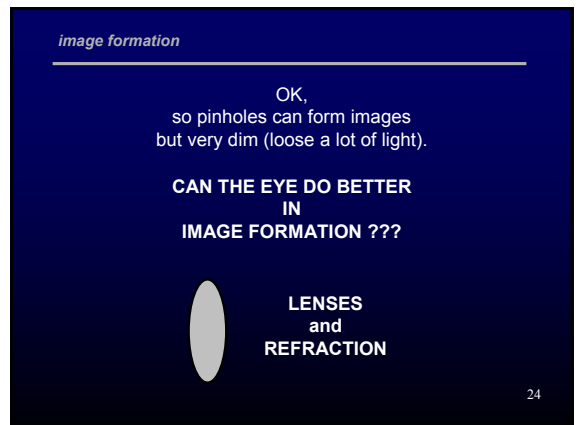 image formation
OK,
so pinholes can form images
but very dim (loose a lot of light).
CAN THE EYE DO BETTER
IN
IMAGE FORMATION ???
LENSES
and
REFRACTION
24